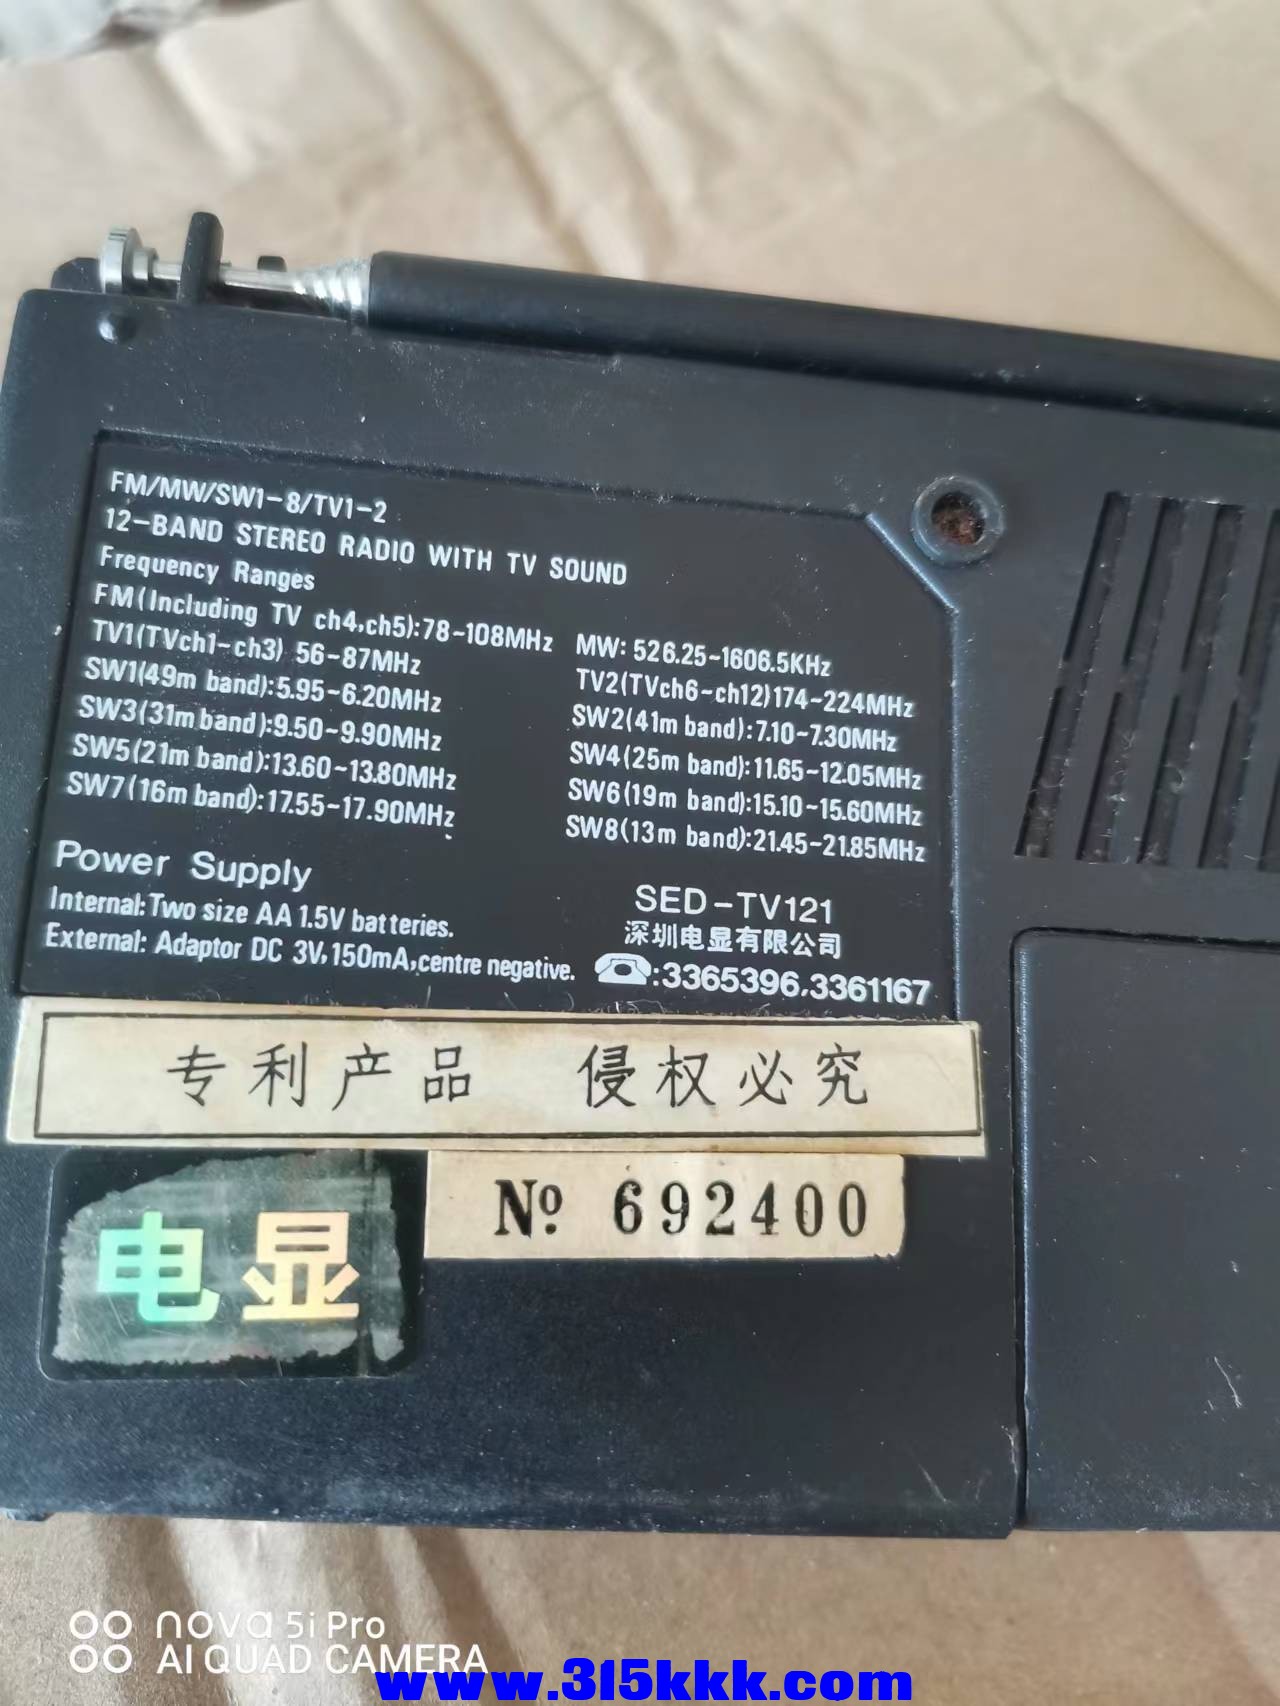 FM/MW/SW1-8/TV1-2
12-BAND STEREO RADIO WITH TV SOUND
Frequency Ranges
FM(Including TV ch4,ch5):78~108MHz MW: 526.25~1606.5KHz
TV1(TVch1-ch3) 56-87MHz TV2(TVch6-ch12)174~224MHz
SW1(49m band):5.95~6.20MHz SW2(41m band):7.10~7.30MHz
SW3(31m band):9.50~9.90MHz SW4(25m band):11.65~12.05MHz
SW5(21m band):13.60~13.80MHz SW6(19m band):15.10~15.60MHz
SW7(16m band):17.55~17.90MHz SW8(13m band):21.45~21.85MHz
Power Supply
Internal:Two size AA 1.5V batteries.
External: Adaptor DC 3V,150mA,centre negative.
SED-TV121
深圳电显有限公司
☎:3365396.3361167
专利产品 侵权必究
电显
№ 692400
nova 5i Pro
AI QUAD CAMERA
www.315kkk.com